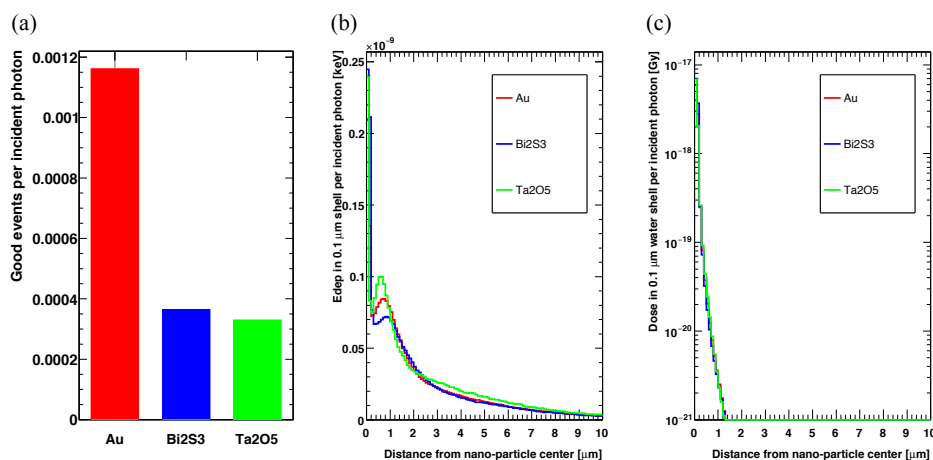 (a)
Good events per incident photon
0.0012
0.001
0.0008
0.0006
0.0004
0.0002
0
Au
Bi2S3
Ta2O5
(b)
×10⁻⁹
Edep in 0.1 μm shell per incident photon [keV]
0.25
0.2
0.15
0.1
0.05
0
Au
Bi2S3
Ta2O5
0 1 2 3 4 5 6 7 8 9 10
Distance from nano-particle center [μm]
(c)
Dose in 0.1 μm water shell per incident photon [Gy]
10⁻¹⁷
10⁻¹⁸
10⁻¹⁹
10⁻²⁰
10⁻²¹
Au
Bi2S3
Ta2O5
0 1 2 3 4 5 6 7 8 9 10
Distance from nano-particle center [μm]